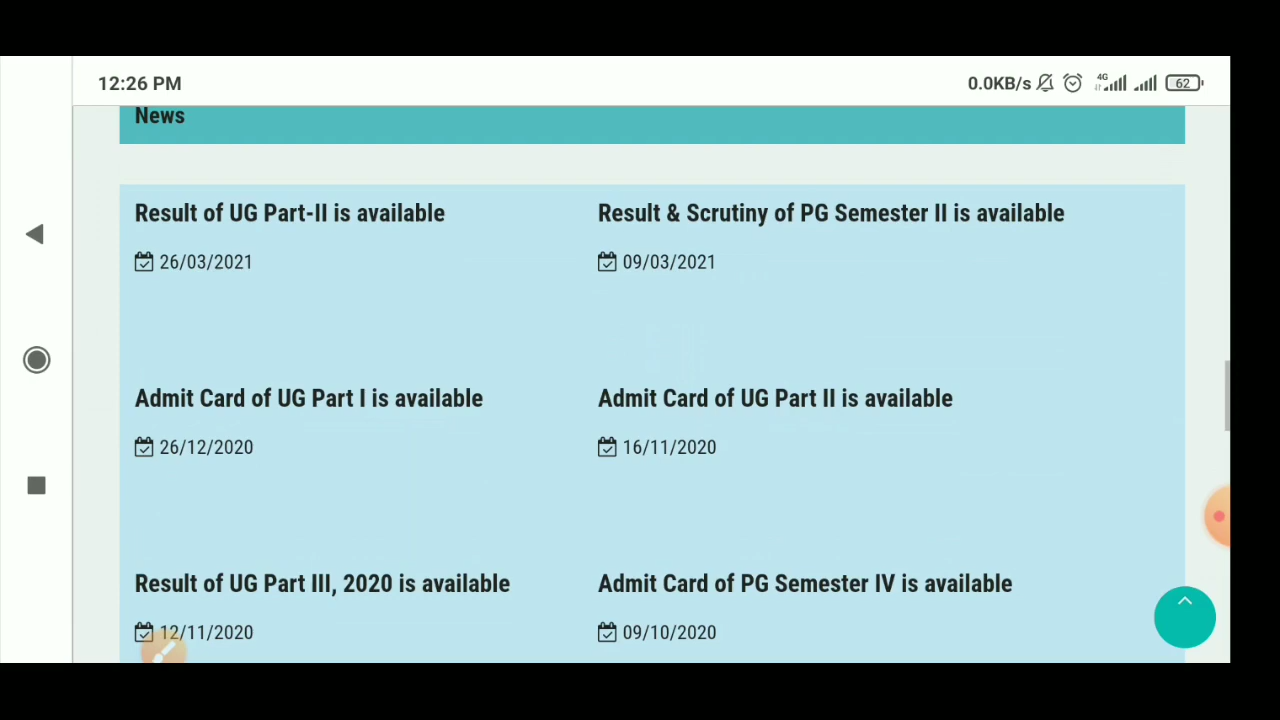 12:26 PM
0.0KB/s 4G 62
News
Result of UG Part-II is available
26/03/2021
Result & Scrutiny of PG Semester II is available
09/03/2021
Admit Card of UG Part I is available
26/12/2020
Admit Card of UG Part II is available
16/11/2020
Result of UG Part III, 2020 is available
12/11/2020
Admit Card of PG Semester IV is available
09/10/2020